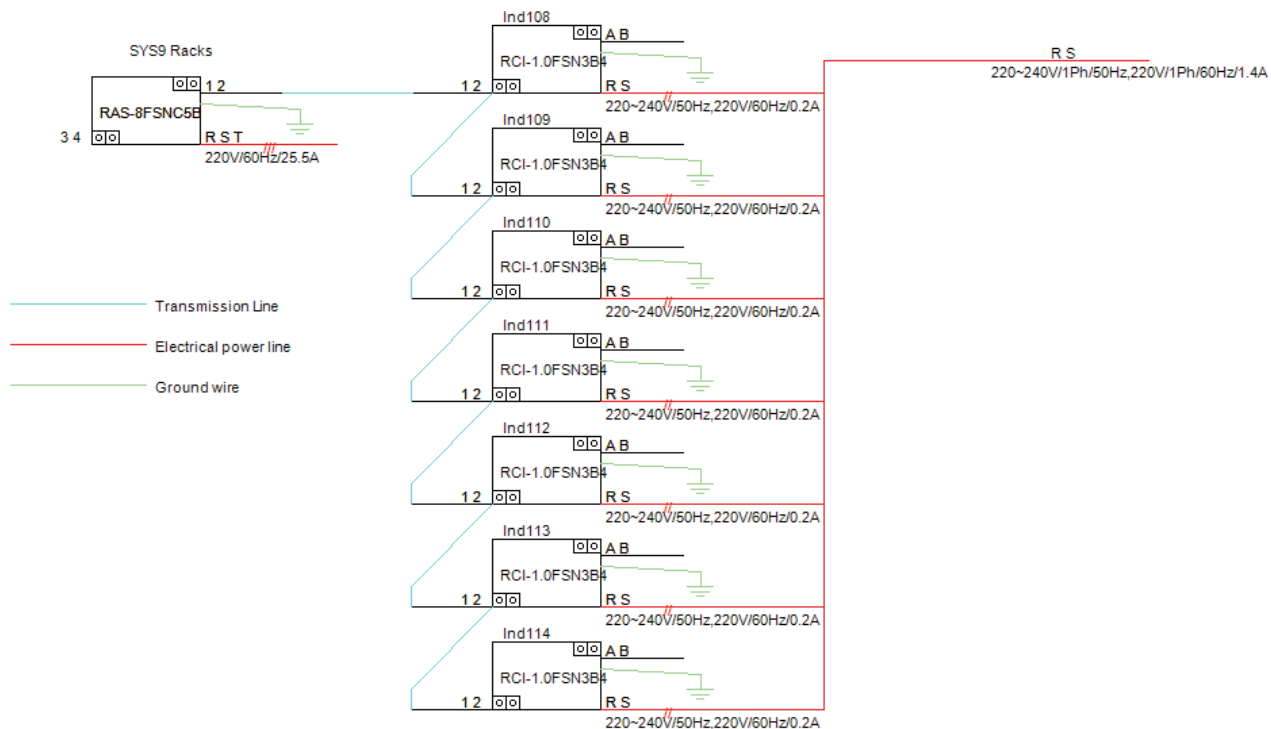 SYS9 Racks
1 2
RAS-8FSNC5B
3 4
R S T
220V/60Hz/25.5A
Transmission Line
Electrical power line
Ground wire
Ind108
A B
RCI-1.0FSN3B4
1 2
R S
220~240V/50Hz,220V/60Hz/0.2A
Ind109
A B
RCI-1.0FSN3B4
1 2
R S
220~240V/50Hz,220V/60Hz/0.2A
Ind110
A B
RCI-1.0FSN3B4
1 2
R S
220~240V/50Hz,220V/60Hz/0.2A
Ind111
A B
RCI-1.0FSN3B4
1 2
R S
220~240V/50Hz,220V/60Hz/0.2A
Ind112
A B
RCI-1.0FSN3B4
1 2
R S
220~240V/50Hz,220V/60Hz/0.2A
Ind113
A B
RCI-1.0FSN3B4
1 2
R S
220~240V/50Hz,220V/60Hz/0.2A
Ind114
A B
RCI-1.0FSN3B4
1 2
R S
220~240V/50Hz,220V/60Hz/0.2A
R S
220~240V/1Ph/50Hz,220V/1Ph/60Hz/1.4A